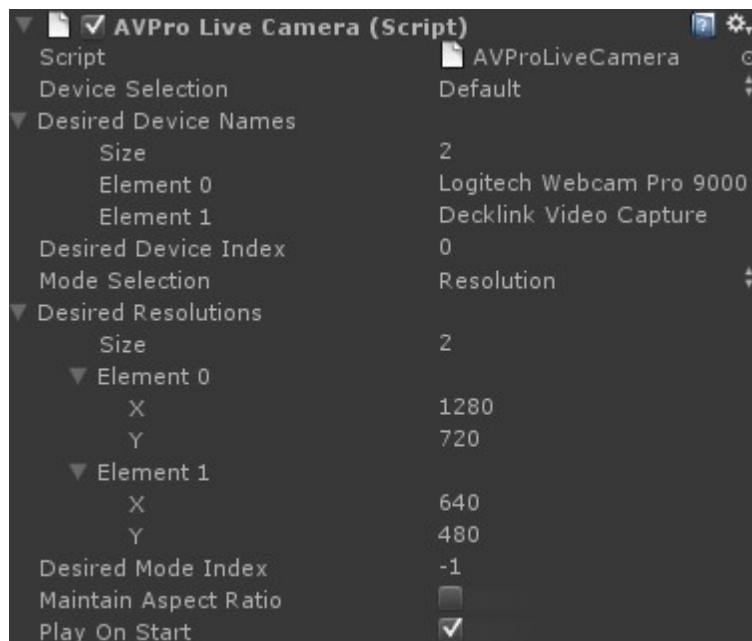 AVPro Live Camera (Script)
Script AVProLiveCamera
Device Selection Default
Desired Device Names
Size 2
Element 0 Logitech Webcam Pro 9000
Element 1 Decklink Video Capture
Desired Device Index 0
Mode Selection Resolution
Desired Resolutions
Size 2
Element 0
X 1280
Y 720
Element 1
X 640
Y 480
Desired Mode Index -1
Maintain Aspect Ratio
Play On Start